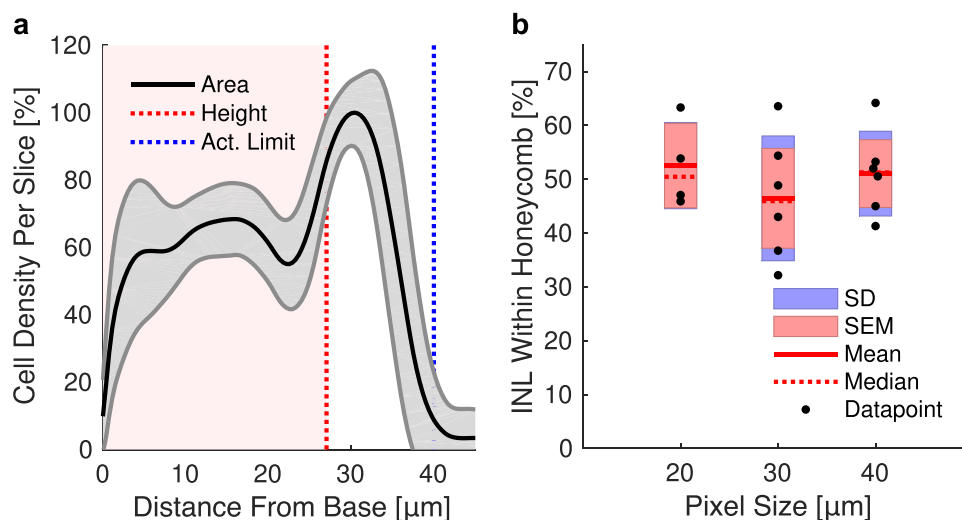 a
120
100
80
60
40
20
0
0 10 20 30 40
Cell Density Per Slice [%]
Distance From Base [µm]
Area
Height
Act. Limit
b
70
60
50
40
30
20
10
0
20 30 40
INL Within Honeycomb [%]
Pixel Size [µm]
SD
SEM
Mean
Median
Datapoint